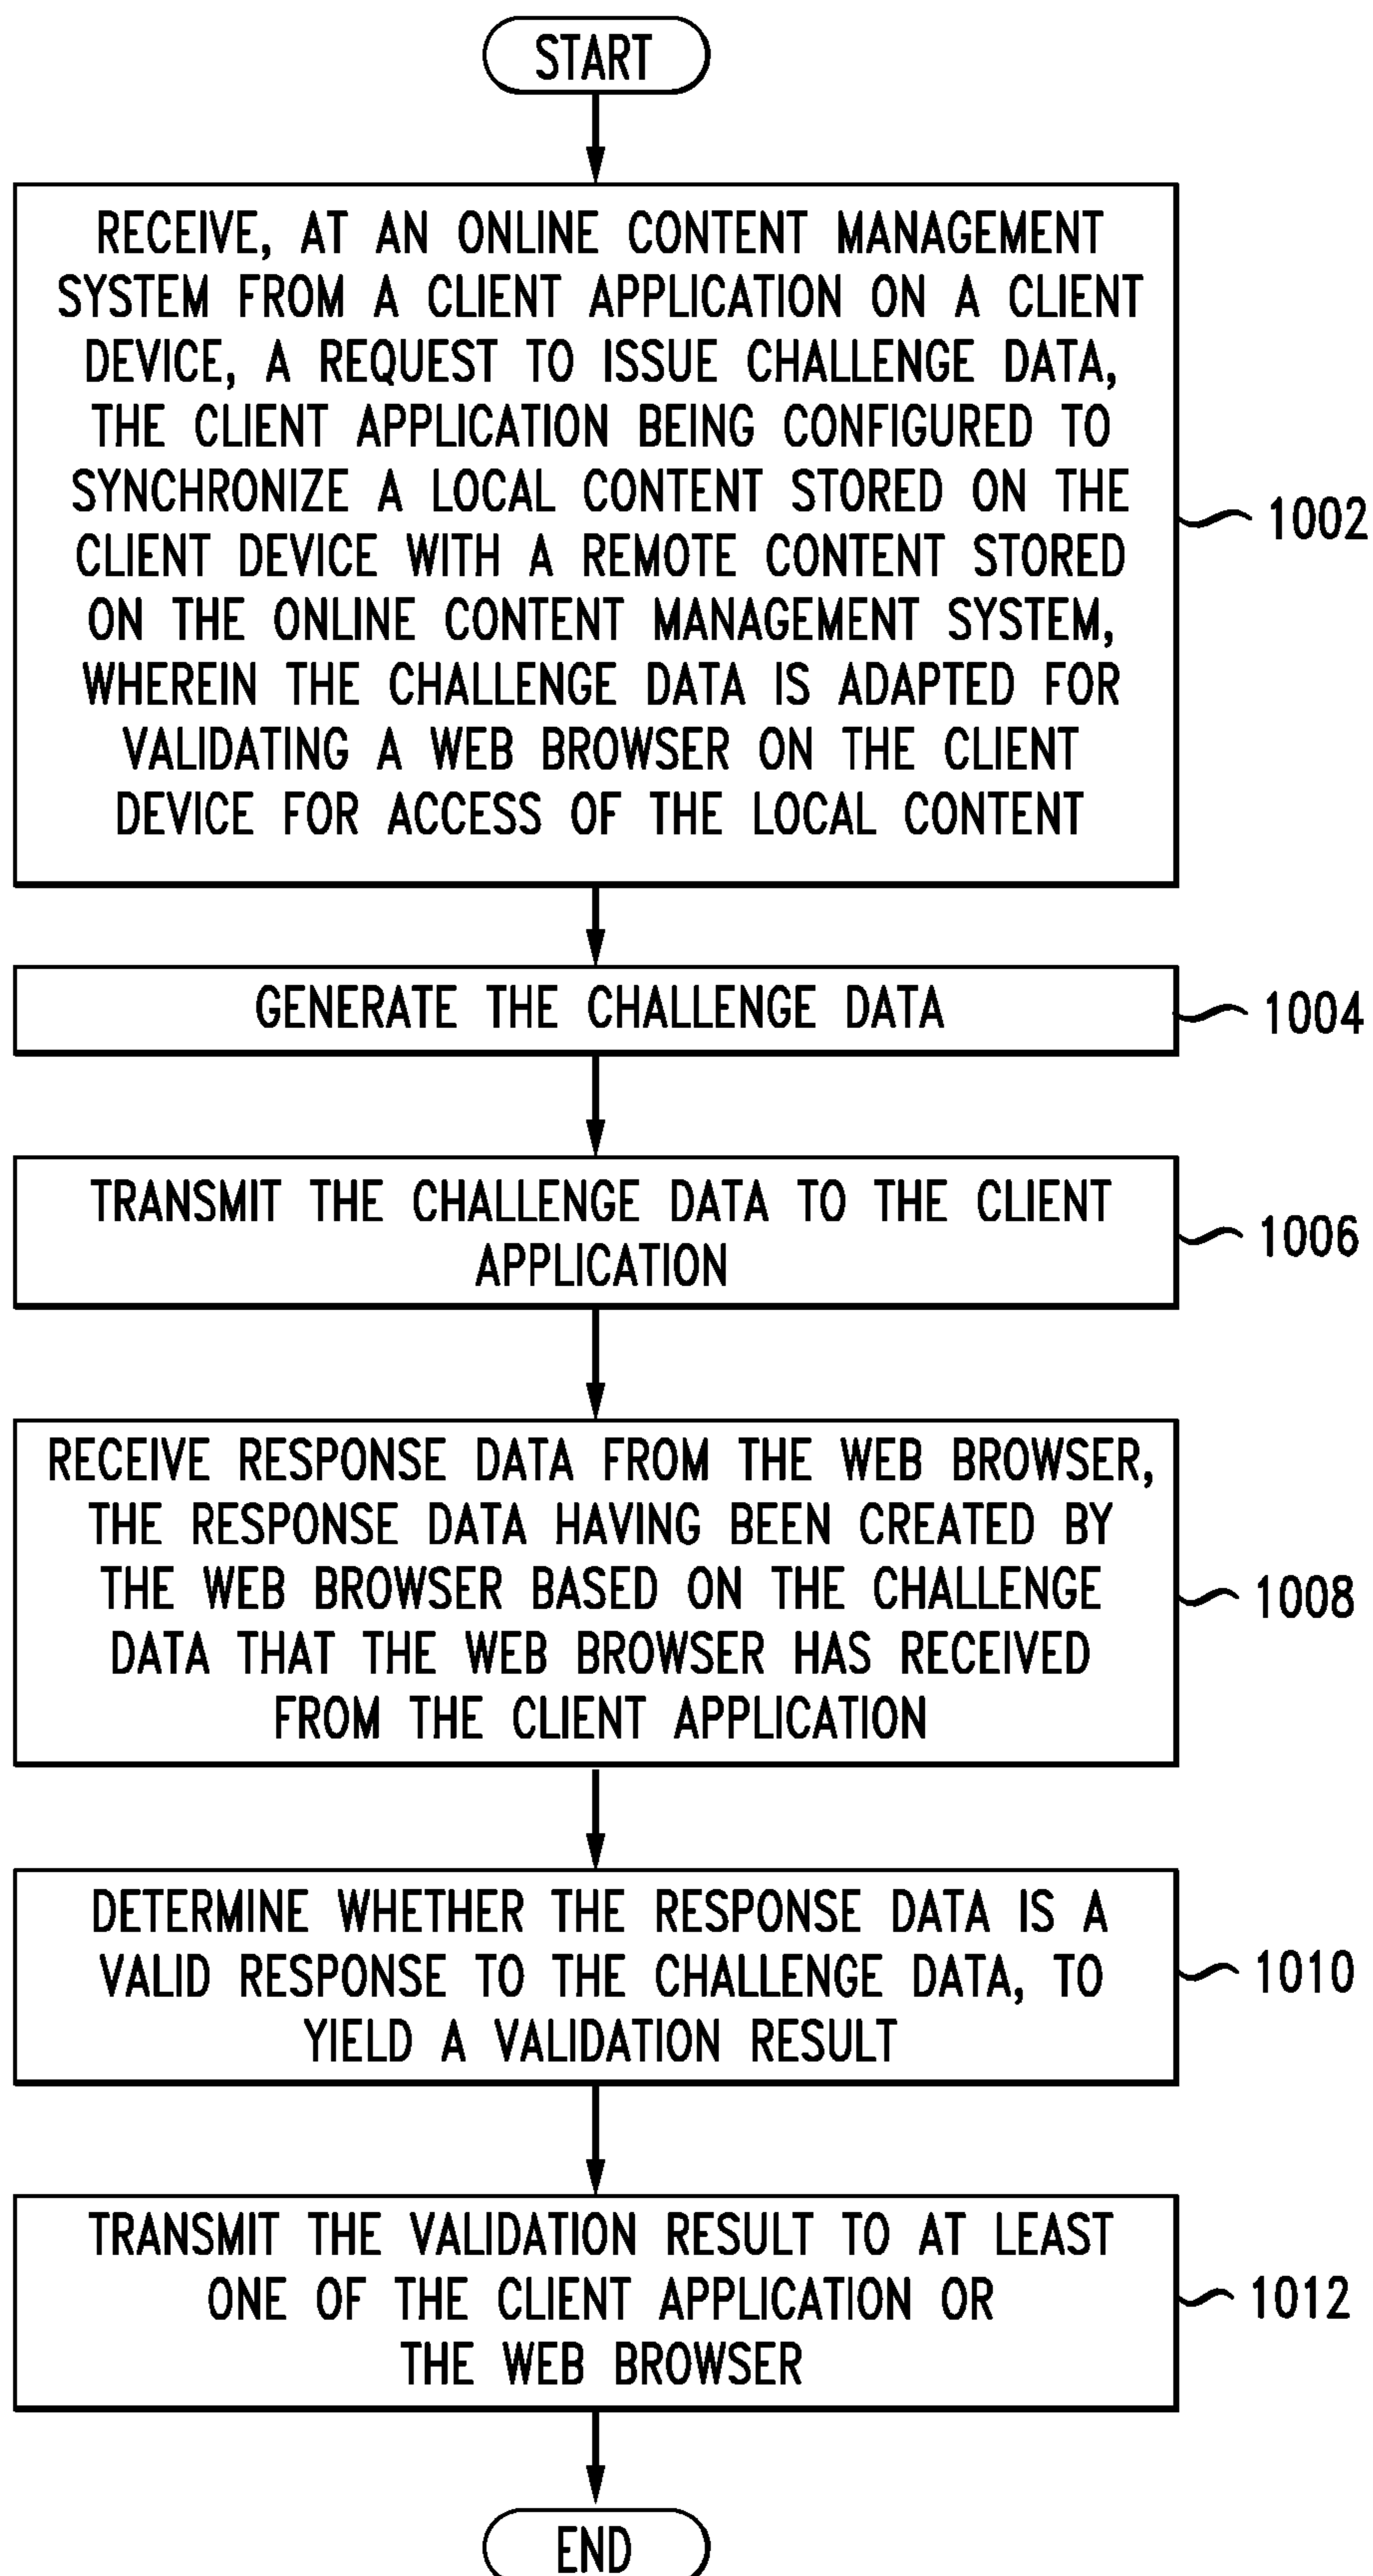 START
RECEIVE, AT AN ONLINE CONTENT MANAGEMENT
SYSTEM FROM A CLIENT APPLICATION ON A CLIENT
DEVICE, A REQUEST TO ISSUE CHALLENGE DATA,
THE CLIENT APPLICATION BEING CONFIGURED TO
SYNCHRONIZE A LOCAL CONTENT STORED ON THE
CLIENT DEVICE WITH A REMOTE CONTENT STORED
ON THE ONLINE CONTENT MANAGEMENT SYSTEM,
WHEREIN THE CHALLENGE DATA IS ADAPTED FOR
VALIDATING A WEB BROWSER ON THE CLIENT
DEVICE FOR ACCESS OF THE LOCAL CONTENT
1002
GENERATE THE CHALLENGE DATA
1004
TRANSMIT THE CHALLENGE DATA TO THE CLIENT
APPLICATION
1006
RECEIVE RESPONSE DATA FROM THE WEB BROWSER,
THE RESPONSE DATA HAVING BEEN CREATED BY
THE WEB BROWSER BASED ON THE CHALLENGE
DATA THAT THE WEB BROWSER HAS RECEIVED
FROM THE CLIENT APPLICATION
1008
DETERMINE WHETHER THE RESPONSE DATA IS A
VALID RESPONSE TO THE CHALLENGE DATA, TO
YIELD A VALIDATION RESULT
1010
TRANSMIT THE VALIDATION RESULT TO AT LEAST
ONE OF THE CLIENT APPLICATION OR
THE WEB BROWSER
1012
END